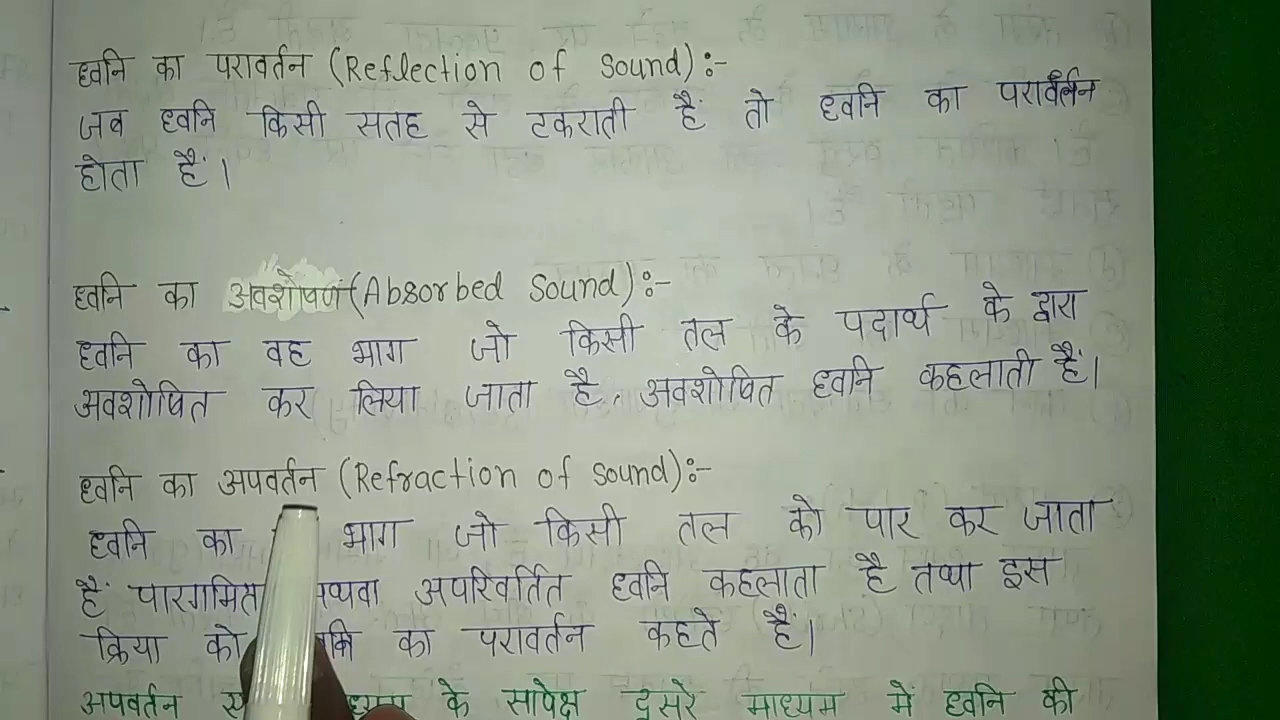 ध्वनि का परावर्तन (Reflection of Sound):-
जब ध्वनि किसी सतह से टकराती हैं तो ध्वनि का परावर्तन
होता हैं।
ध्वनि का अवशोषण (Absorbed Sound):-
ध्वनि का वह भाग जो किसी तल के पदार्थ के द्वारा
अवशोषित कर लिया जाता है, अवशोषित ध्वनि कहलाती हैं।
ध्वनि का अपवर्तन (Refraction of Sound):-
ध्वनि का भाग जो किसी तल को पार कर जाता
हैं पारगमित अपरिवर्तित ध्वनि कहलाता है तथा इस
क्रिया को का परावर्तन कहते हैं।
अपवर्तन के सापेक्ष दुसरे माध्यम में ध्वनि की